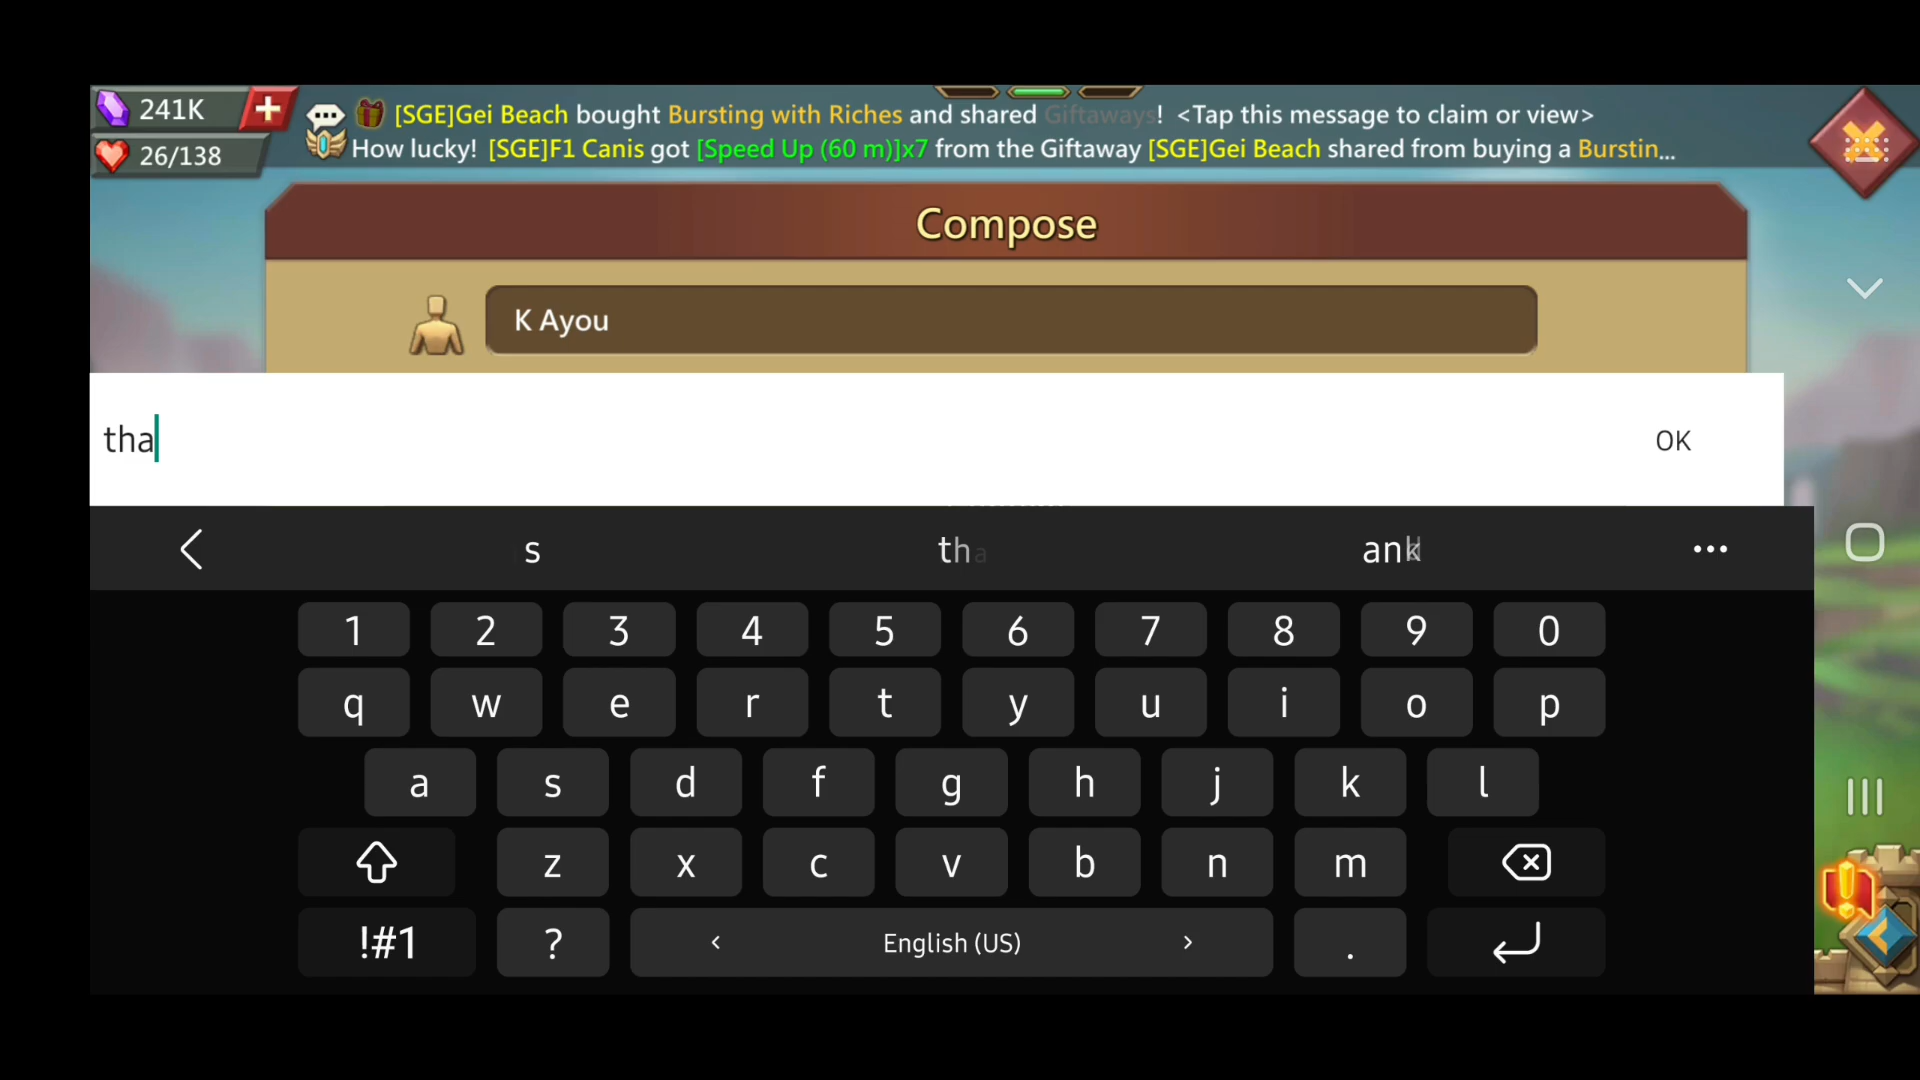 241K
[SGE]Gei Beach bought Bursting with Riches and shared Giftaways! <Tap this message to claim or view>
26/138
How lucky! [SGE]F1 Canis got [Speed Up (60 m)]x7 from the Giftaway [SGE]Gei Beach shared from buying a Burstin...
Compose
K Ayou
tha
OK
s tha ank
1 2 3 4 5 6 7 8 9 0
q w e r t y u i o p
a s d f g h j k l
z x c v b n m
!#1 ? < English (US) > .